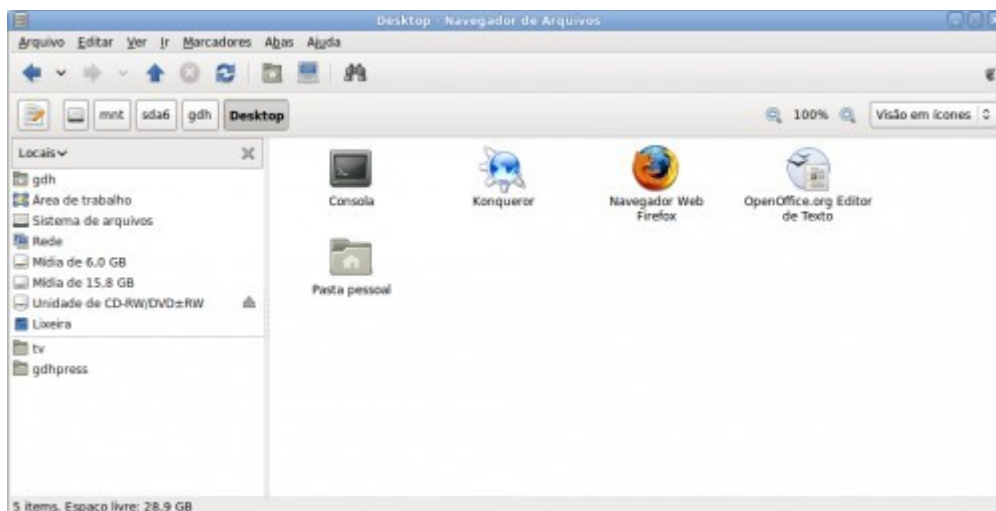 Desktop - Navegador de Arquivos
Arquivo Editar Ver Ir Marcadores Abas Ajuda
mnt sda6 gdh Desktop 100% Visão em ícones
Locais
gdh
Área de trabalho
Sistema de arquivos
Rede
Mídia de 6.0 GB
Mídia de 15.8 GB
Unidade de CD-RW/DVD±RW
Lixeira
tv
gdhpress
Consola
Konqueror
Navegador Web
Firefox
OpenOffice.org Editor
de Texto
Pasta pessoal
5 items, Espaço livre: 28.9 GB